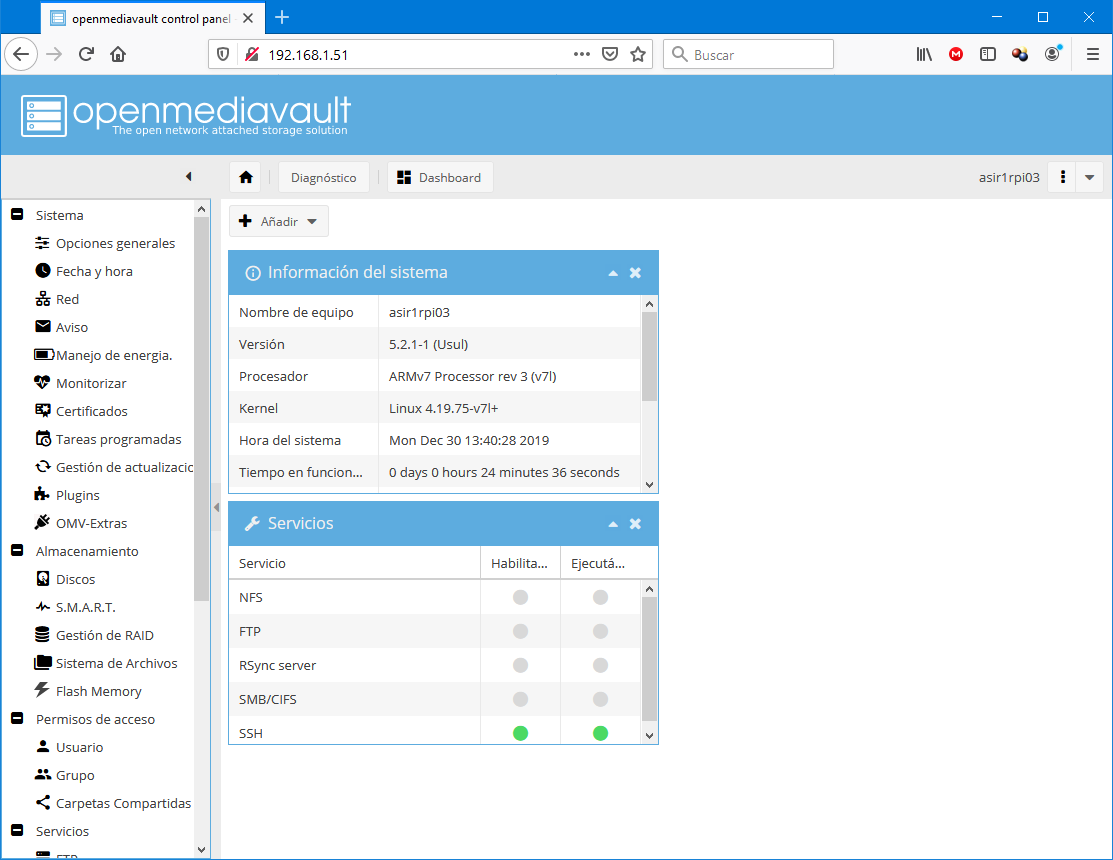 openmediavault control panel -
192.168.1.51
Buscar
openmediavault
The open network attached storage solution
Diagnóstico
Dashboard
asir1rpi03
Sistema
Opciones generales
Fecha y hora
Red
Aviso
Manejo de energia.
Monitorizar
Certificados
Tareas programadas
Gestión de actualizacio
Plugins
OMV-Extras
Almacenamiento
Discos
S.M.A.R.T.
Gestión de RAID
Sistema de Archivos
Flash Memory
Permisos de acceso
Usuario
Grupo
Carpetas Compartidas
Servicios
FTP
Añadir
Información del sistema
Nombre de equipo asir1rpi03
Versión 5.2.1-1 (Usul)
Procesador ARMv7 Processor rev 3 (v7l)
Kernel Linux 4.19.75-v7l+
Hora del sistema Mon Dec 30 13:40:28 2019
Tiempo en funcion... 0 days 0 hours 24 minutes 36 seconds
Servicios
Servicio Habilita... Ejecutá...
NFS
FTP
RSync server
SMB/CIFS
SSH